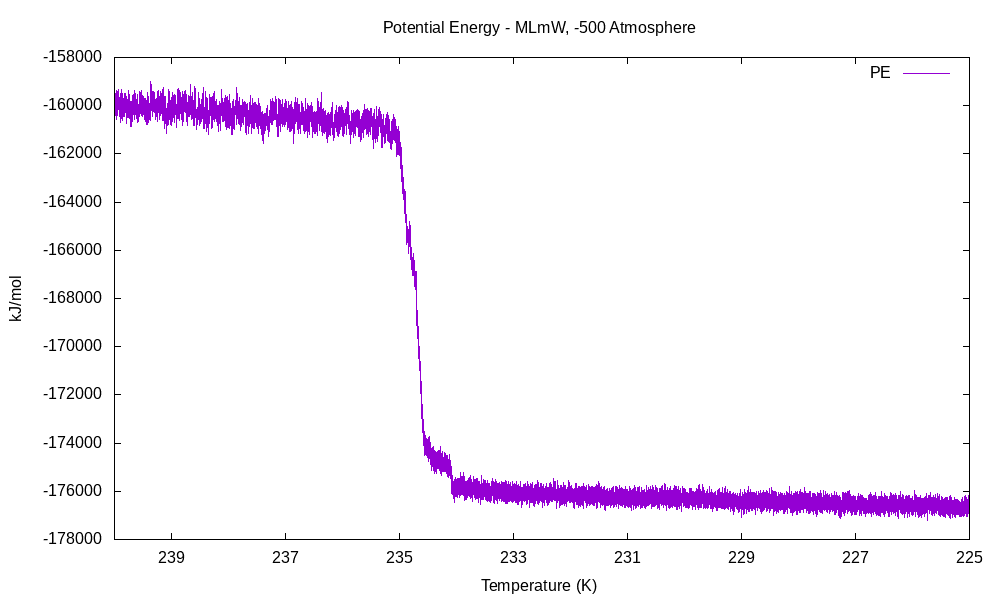 Potential Energy - MLmW, -500 Atmosphere
PE
-158000
-160000
-162000
-164000
-166000
-168000
-170000
-172000
-174000
-176000
-178000
kJ/mol
239 237 235 233 231 229 227 225
Temperature (K)